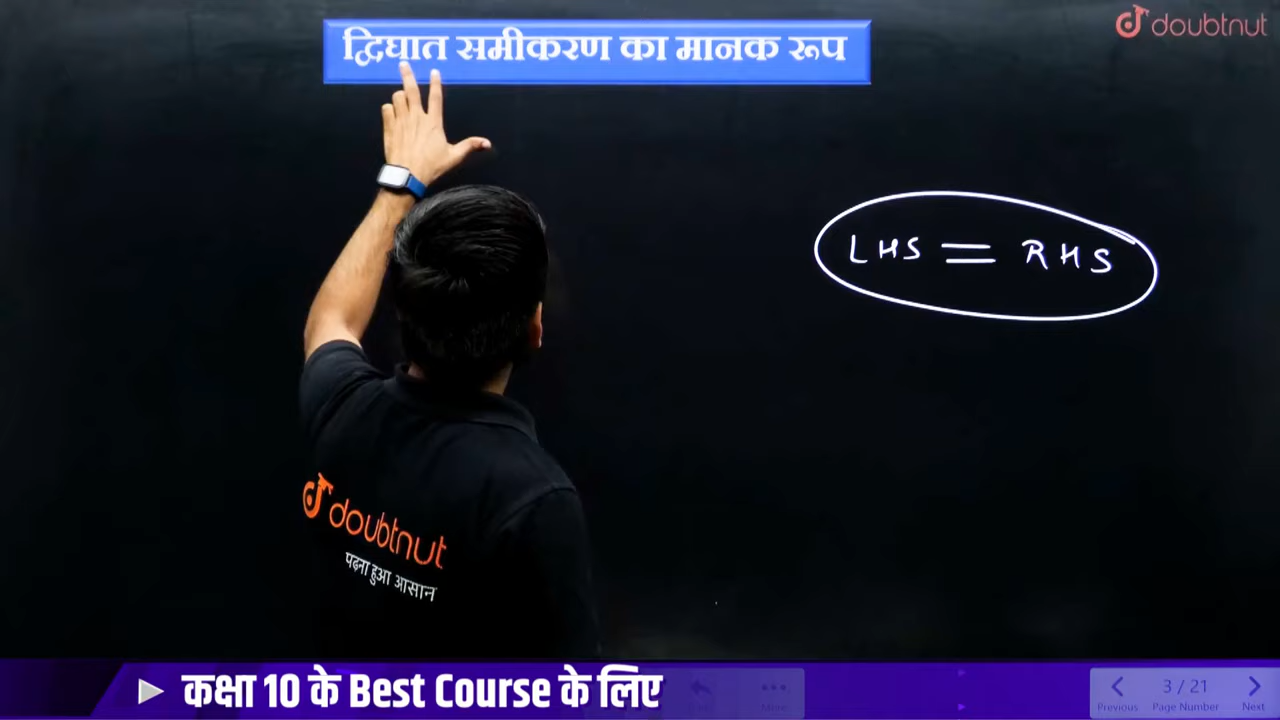 द्विघात समीकरण का मानक रूप
doubtnut
LHS = RHS
doubtnut
पढ़ना हुआ आसान
कक्षा 10 के Best Course के लिए
More
3 / 21
Previous Page Number Next